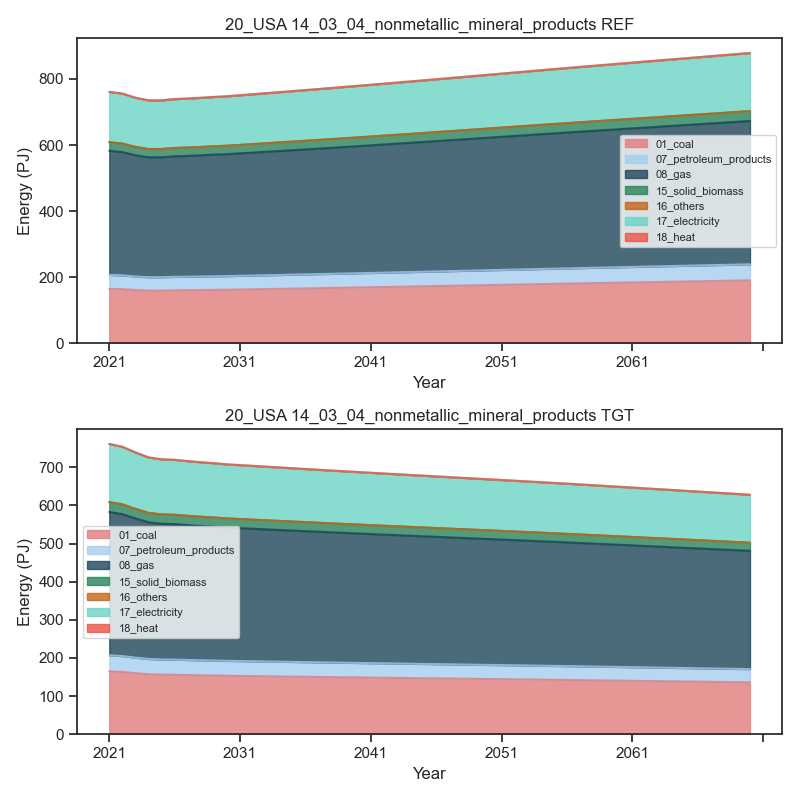 20_USA 14_03_04_nonmetallic_mineral_products REF
Energy (PJ)
800
600
400
200
0
01_coal
07_petroleum_products
08_gas
15_solid_biomass
16_others
17_electricity
18_heat
2021 2031 2041 2051 2061
Year
20_USA 14_03_04_nonmetallic_mineral_products TGT
Energy (PJ)
700
600
500
400
300
200
100
0
01_coal
07_petroleum_products
08_gas
15_solid_biomass
16_others
17_electricity
18_heat
2021 2031 2041 2051 2061
Year